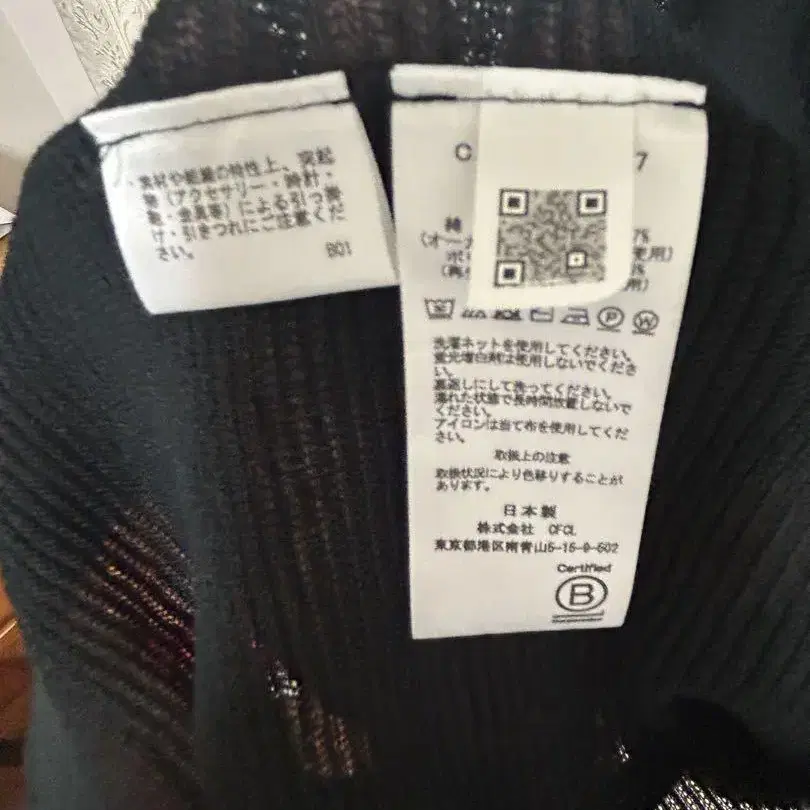 ・素材や組織の特性上、突起
物（アクセサリー・時計・
靴・金具等）による引っ掛
け・引きつれにご注意くだ
さい。
B01
C
7
綿
洗濯ネットを使用してください。
蛍光増白剤は使用しないでくださ
い。
裏返しにして洗ってください。
濡れた状態で長時間放置しないで
ください。
アイロンは当て布を使用してくだ
さい。
取扱上の注意
取扱状況により色移りすることが
あります。
日本製
株式会社 CFCL
東京都港区南青山5-15-9-502
Certified
B